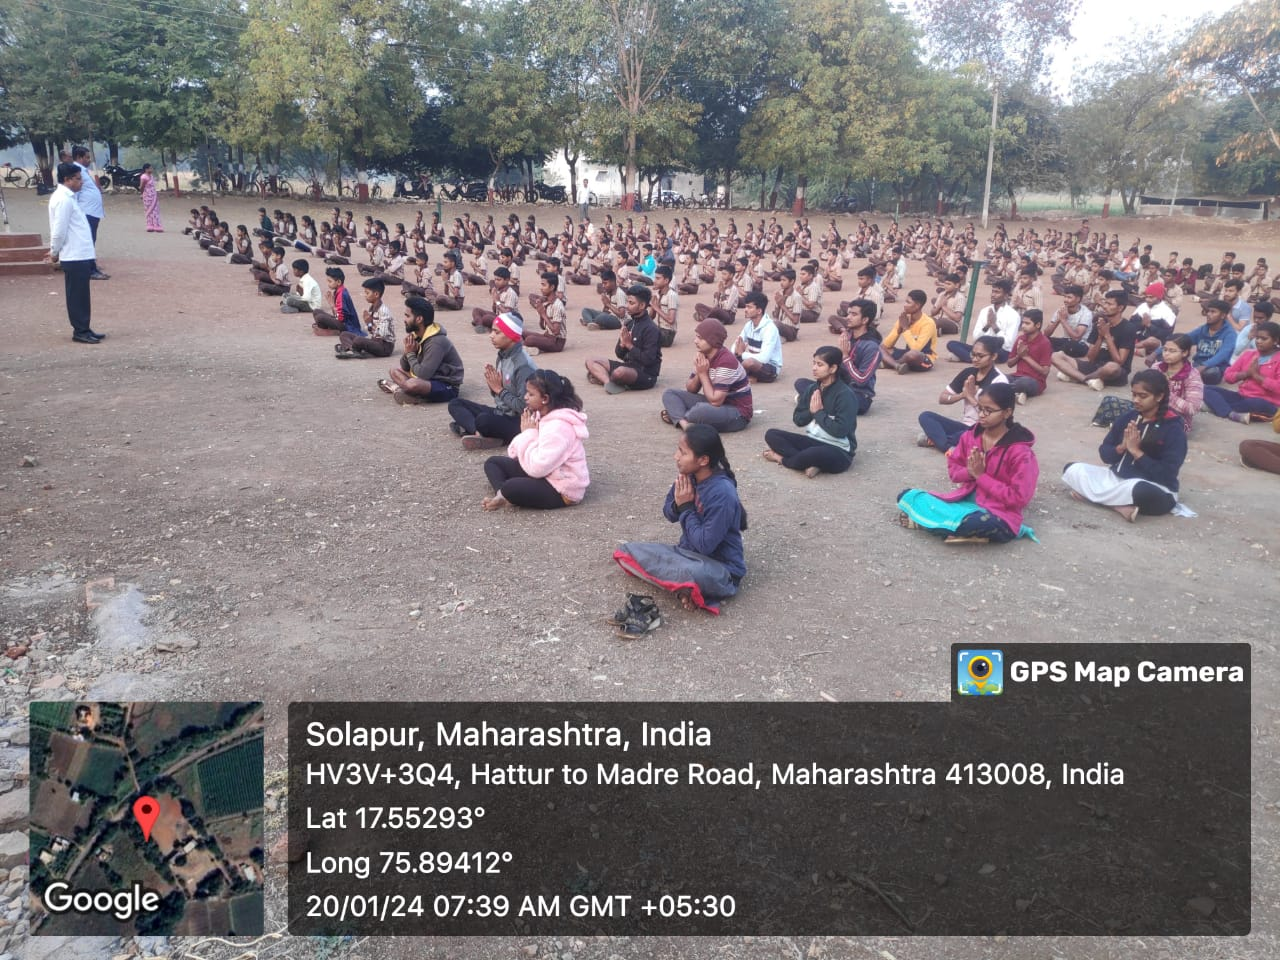 GPS Map Camera
Solapur, Maharashtra, India
HV3V+3Q4, Hattur to Madre Road, Maharashtra 413008, India
Lat 17.55293°
Long 75.89412°
20/01/24 07:39 AM GMT +05:30
Google